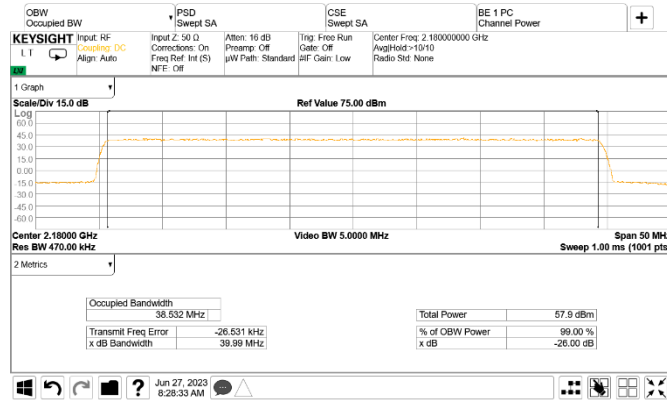 OBW
Occupied BW
PSD
Swept SA
CSE
Swept SA
BE 1 PC
Channel Power
KEYSIGHT
LT
LXI
Input: RF
Coupling: DC
Align: Auto
Input Z: 50 Ω
Corrections: On
Freq Ref: Int (S)
NFE: Off
Atten: 16 dB
Preamp: Off
µW Path: Standard
Trig: Free Run
Gate: Off
#IF Gain: Low
Center Freq: 2.180000000 GHz
Avg|Hold:>10/10
Radio Std: None
1 Graph
Scale/Div 15.0 dB
Ref Value 75.00 dBm
Log
60.0
45.0
30.0
15.0
0.00
-15.0
-30.0
-45.0
-60.0
Center 2.18000 GHz
Video BW 5.0000 MHz
Span 50 MH
Res BW 470.00 kHz
Sweep 1.00 ms (1001 pts
2 Metrics
Occupied Bandwidth
38.532 MHz
Total Power 57.9 dBm
Transmit Freq Error -26.531 kHz
% of OBW Power 99.00 %
x dB Bandwidth 39.99 MHz
x dB -26.00 dB
?
Jun 27, 2023
8:28:33 AM